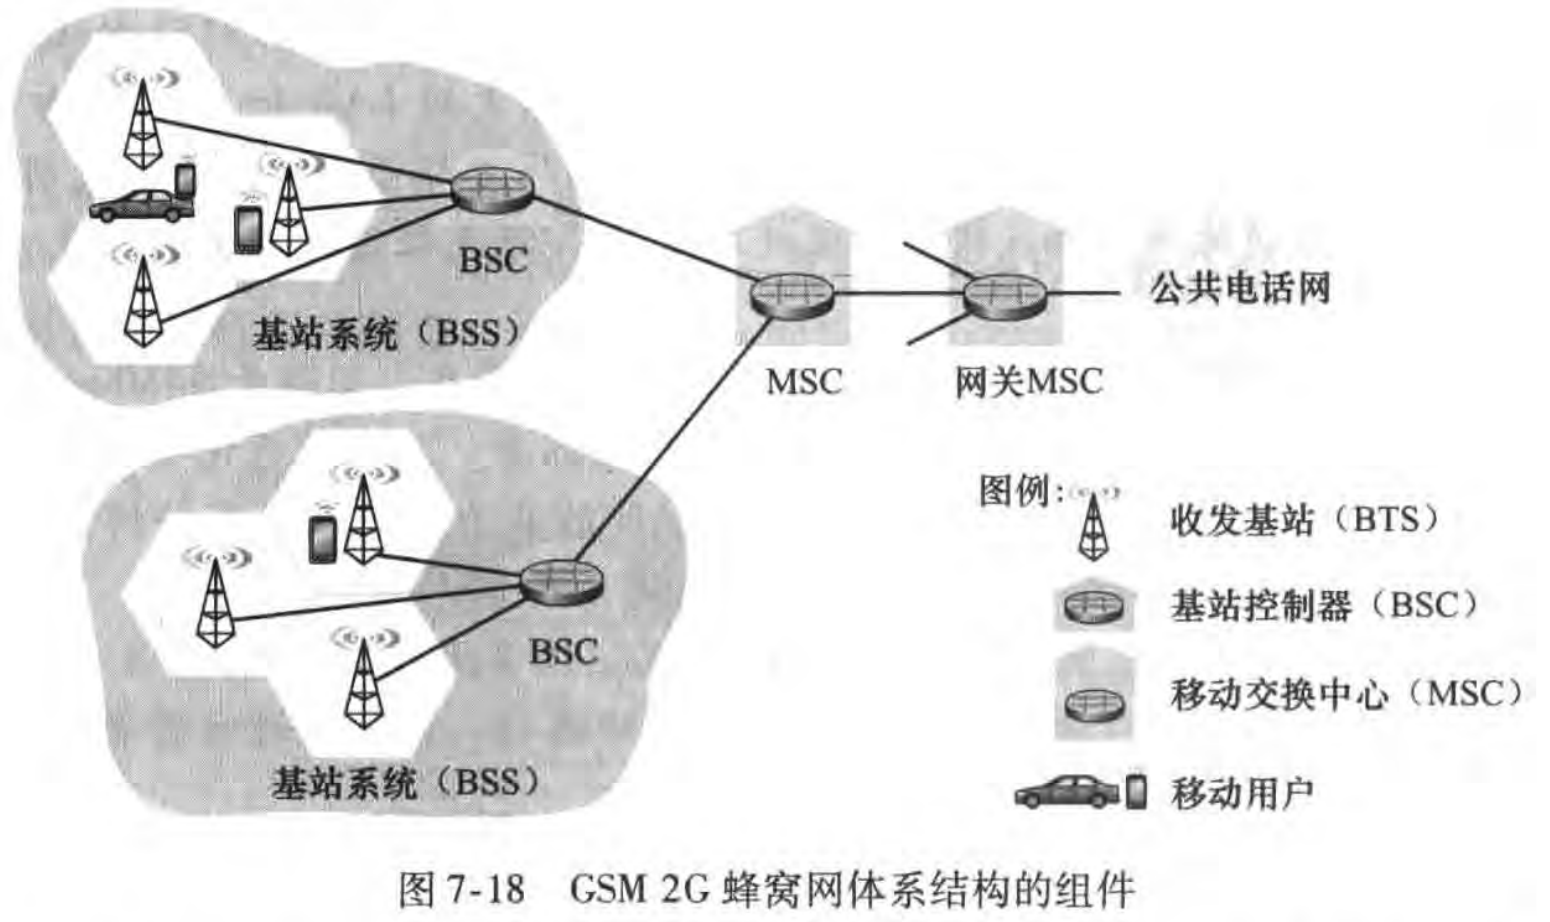 BSC
基站系统（BSS）
公共电话网
MSC
网关MSC
BSC
基站系统（BSS）
图例:
收发基站（BTS）
基站控制器（BSC）
移动交换中心（MSC）
移动用户
图 7-18 GSM 2G 蜂窝网体系结构的组件